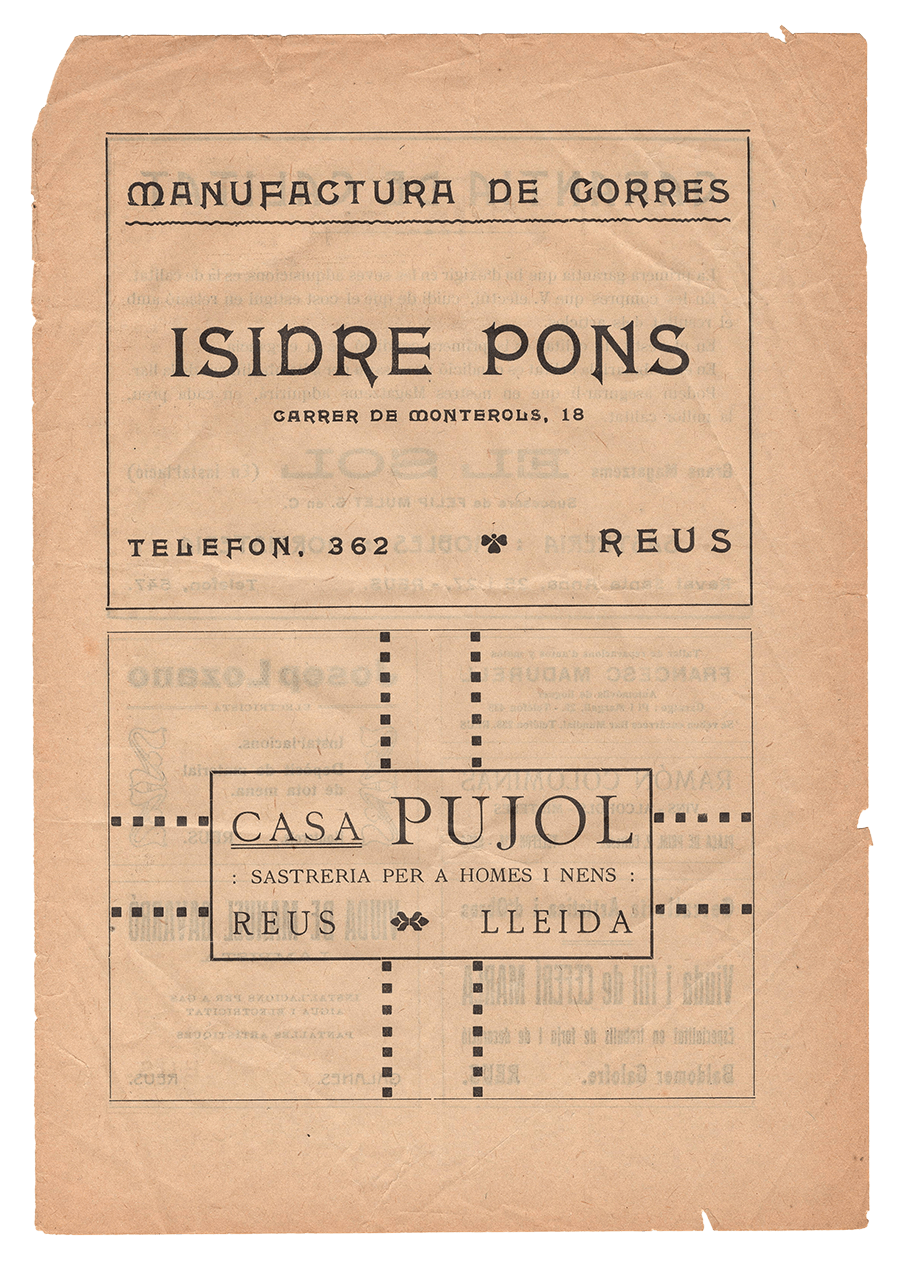 MANUFACTURA DE GORRES
ISIDRE PONS
CARRER DE MONTEROLS, 18
TELEFON. 362 REUS
CASA PUJOL
: SASTRERIA PER A HOMES I NENS :
REUS LLEIDA